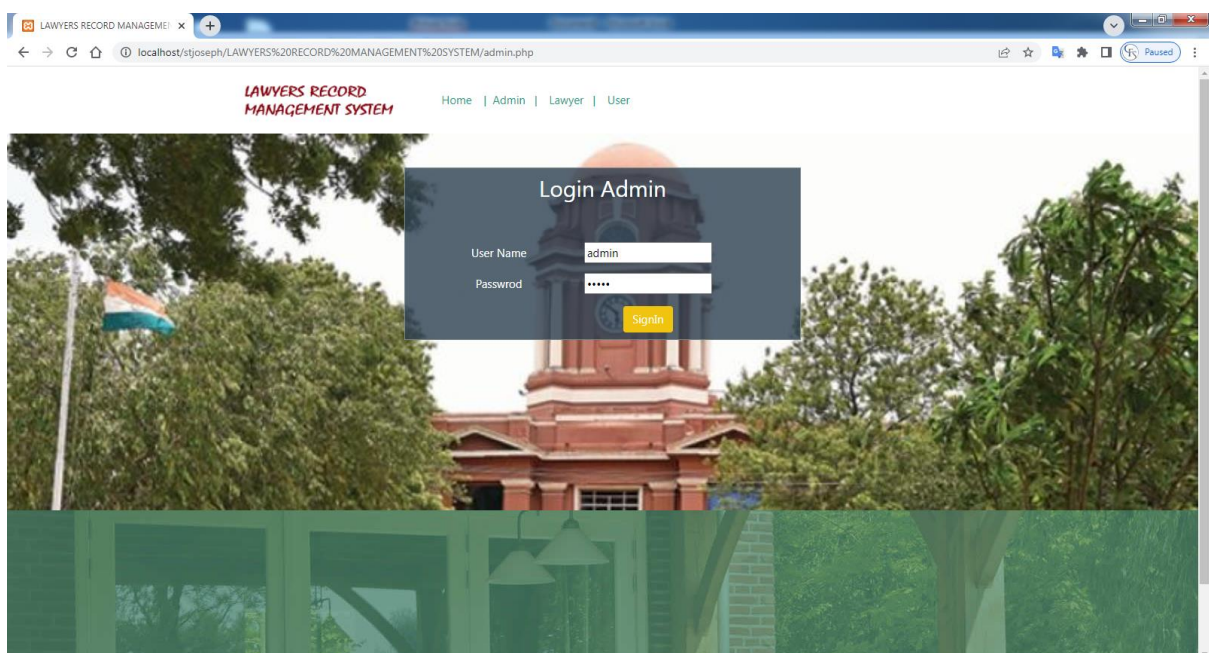 LAWYERS RECORD MANAGEME
localhost/stjoseph/LAWYERS%20RECORD%20MANAGEMENT%20SYSTEM/admin.php
Paused
LAWYERS RECORD
MANAGEMENT SYSTEM
Home | Admin | Lawyer | User
Login Admin
User Name admin
Passwrod •••••
SignIn